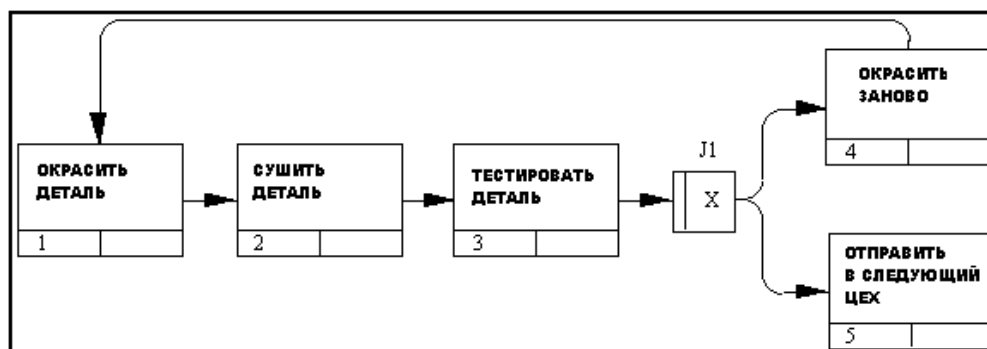 ОКРАСИТЬ
ДЕТАЛЬ
1
СУШИТЬ
ДЕТАЛЬ
2
ТЕСТИРОВАТЬ
ДЕТАЛЬ
3
J1
X
ОКРАСИТЬ
ЗАНОВО
4
ОТПРАВИТЬ
В СЛЕДУЮЩИЙ
ЦЕХ
5